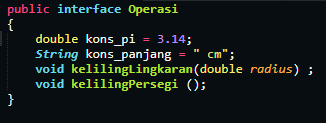 public interface Operasi
{
double kons_pi = 3.14;
String kons_panjang = " cm";
void kelilingLingkaran(double radius) ;
void kelilingPersegi ();
}